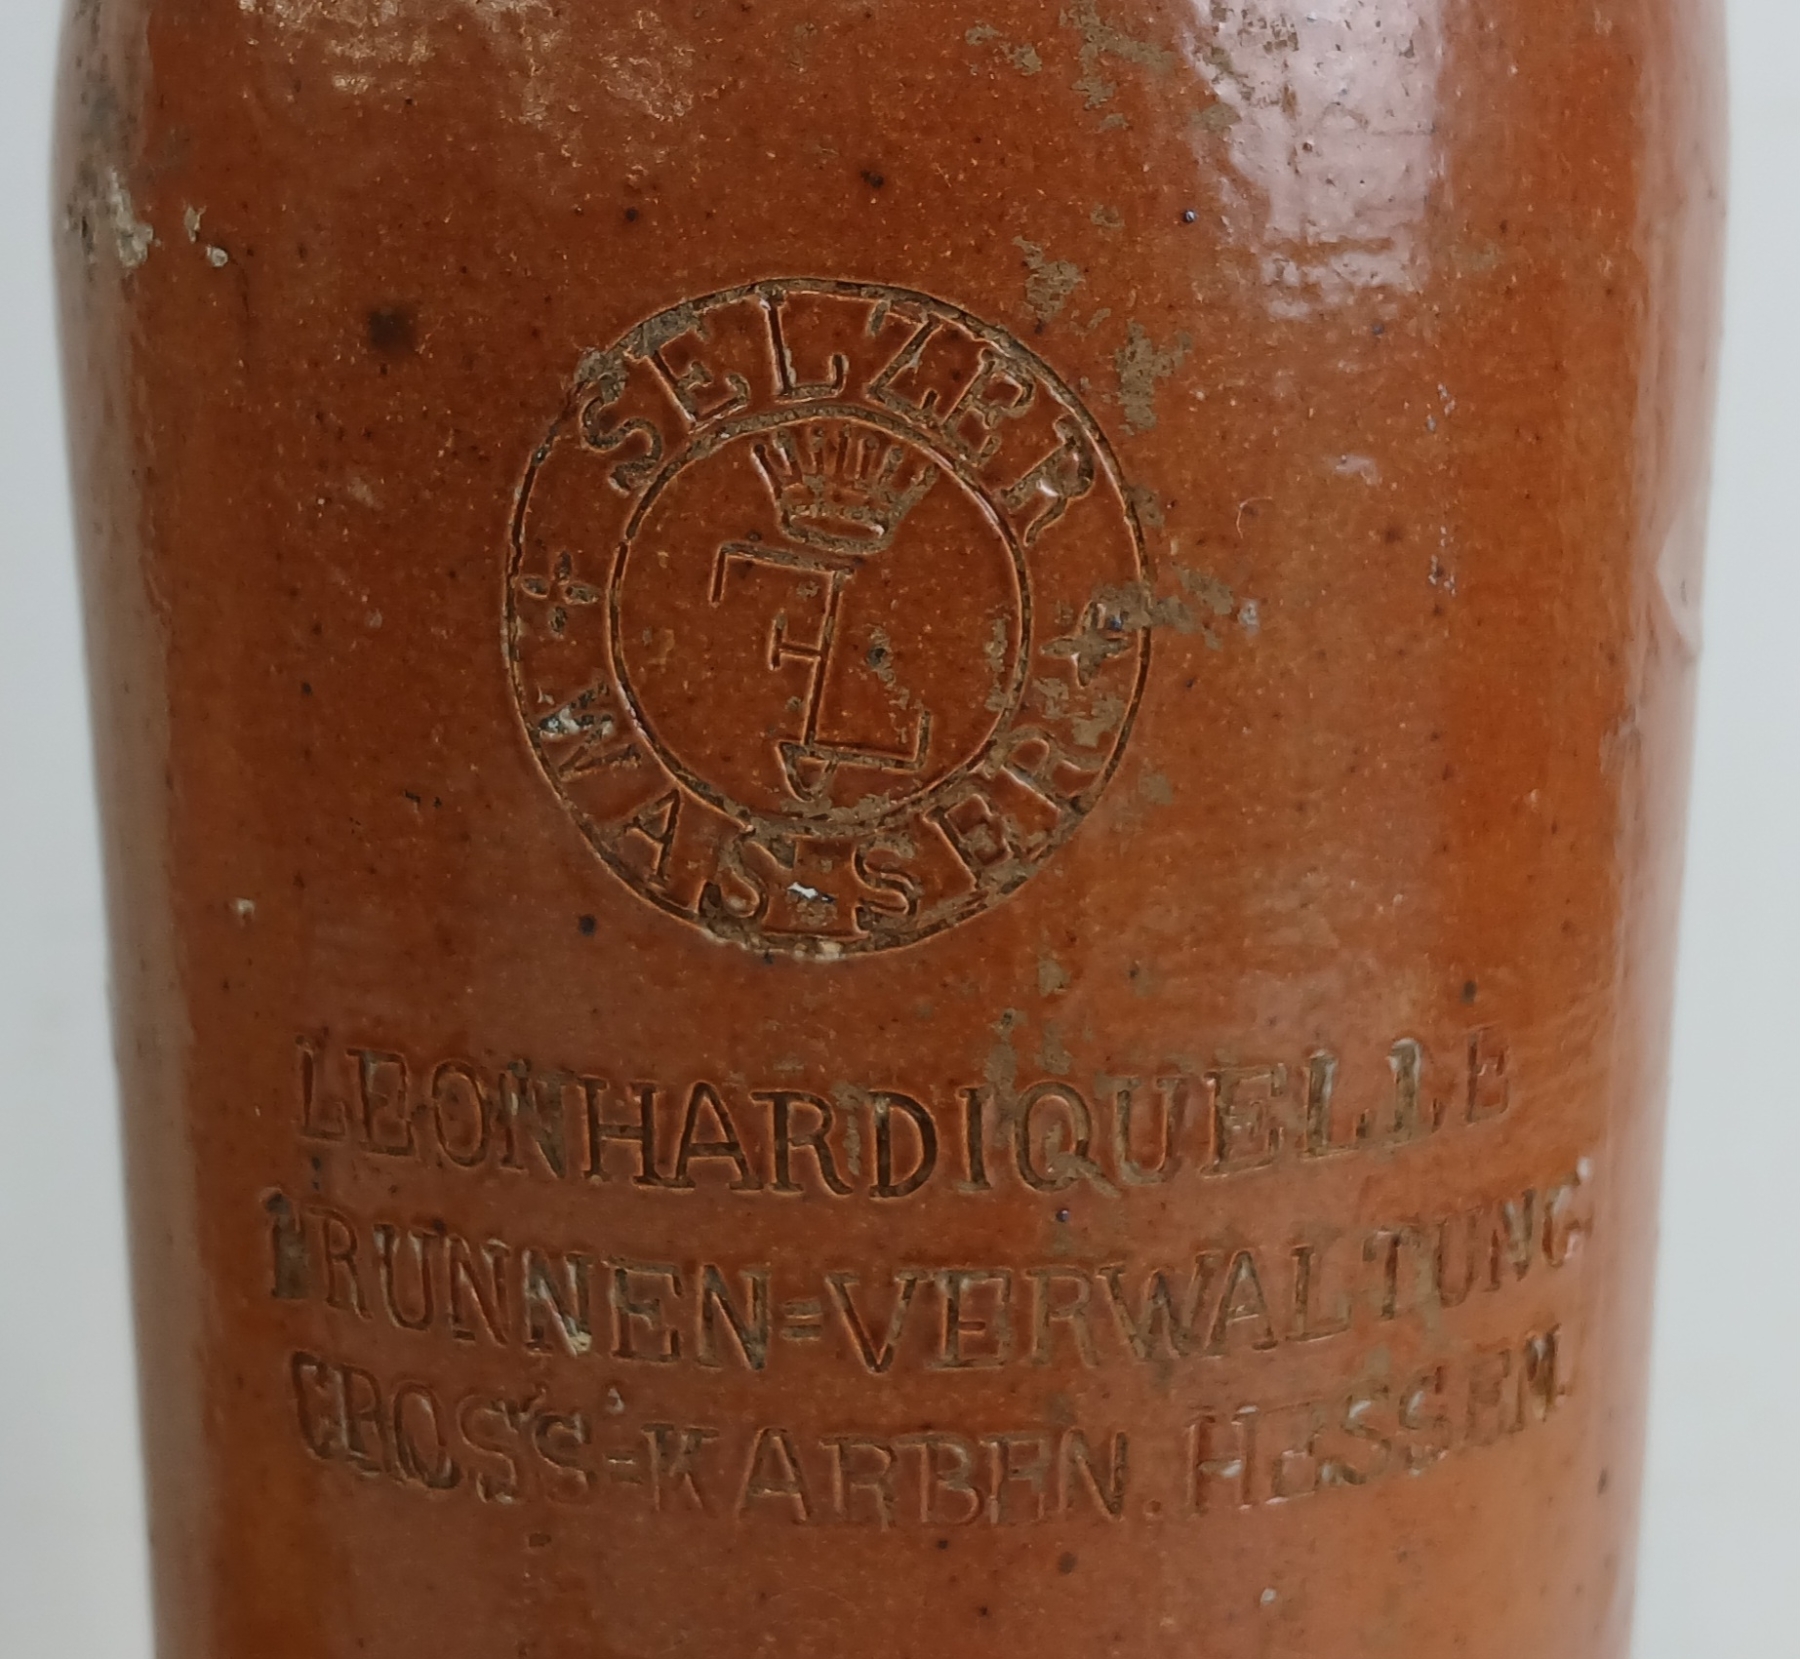 SELZER
WASSER
LEONHARDIQUELLE
BRUNNEN=VERWALTUNG
GROSS=KARBEN. HESSEN.